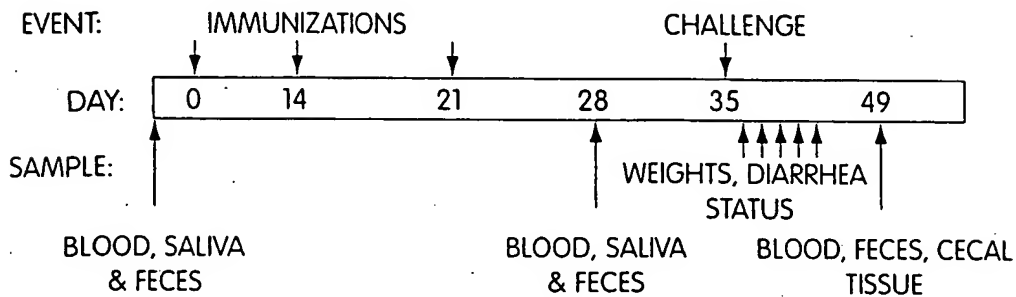 EVENT: IMMUNIZATIONS CHALLENGE
DAY: 0 14 21 28 35 49
SAMPLE:
WEIGHTS, DIARRHEA
STATUS
BLOOD, SALIVA
& FECES
BLOOD, SALIVA
& FECES
BLOOD, FECES, CECAL
TISSUE